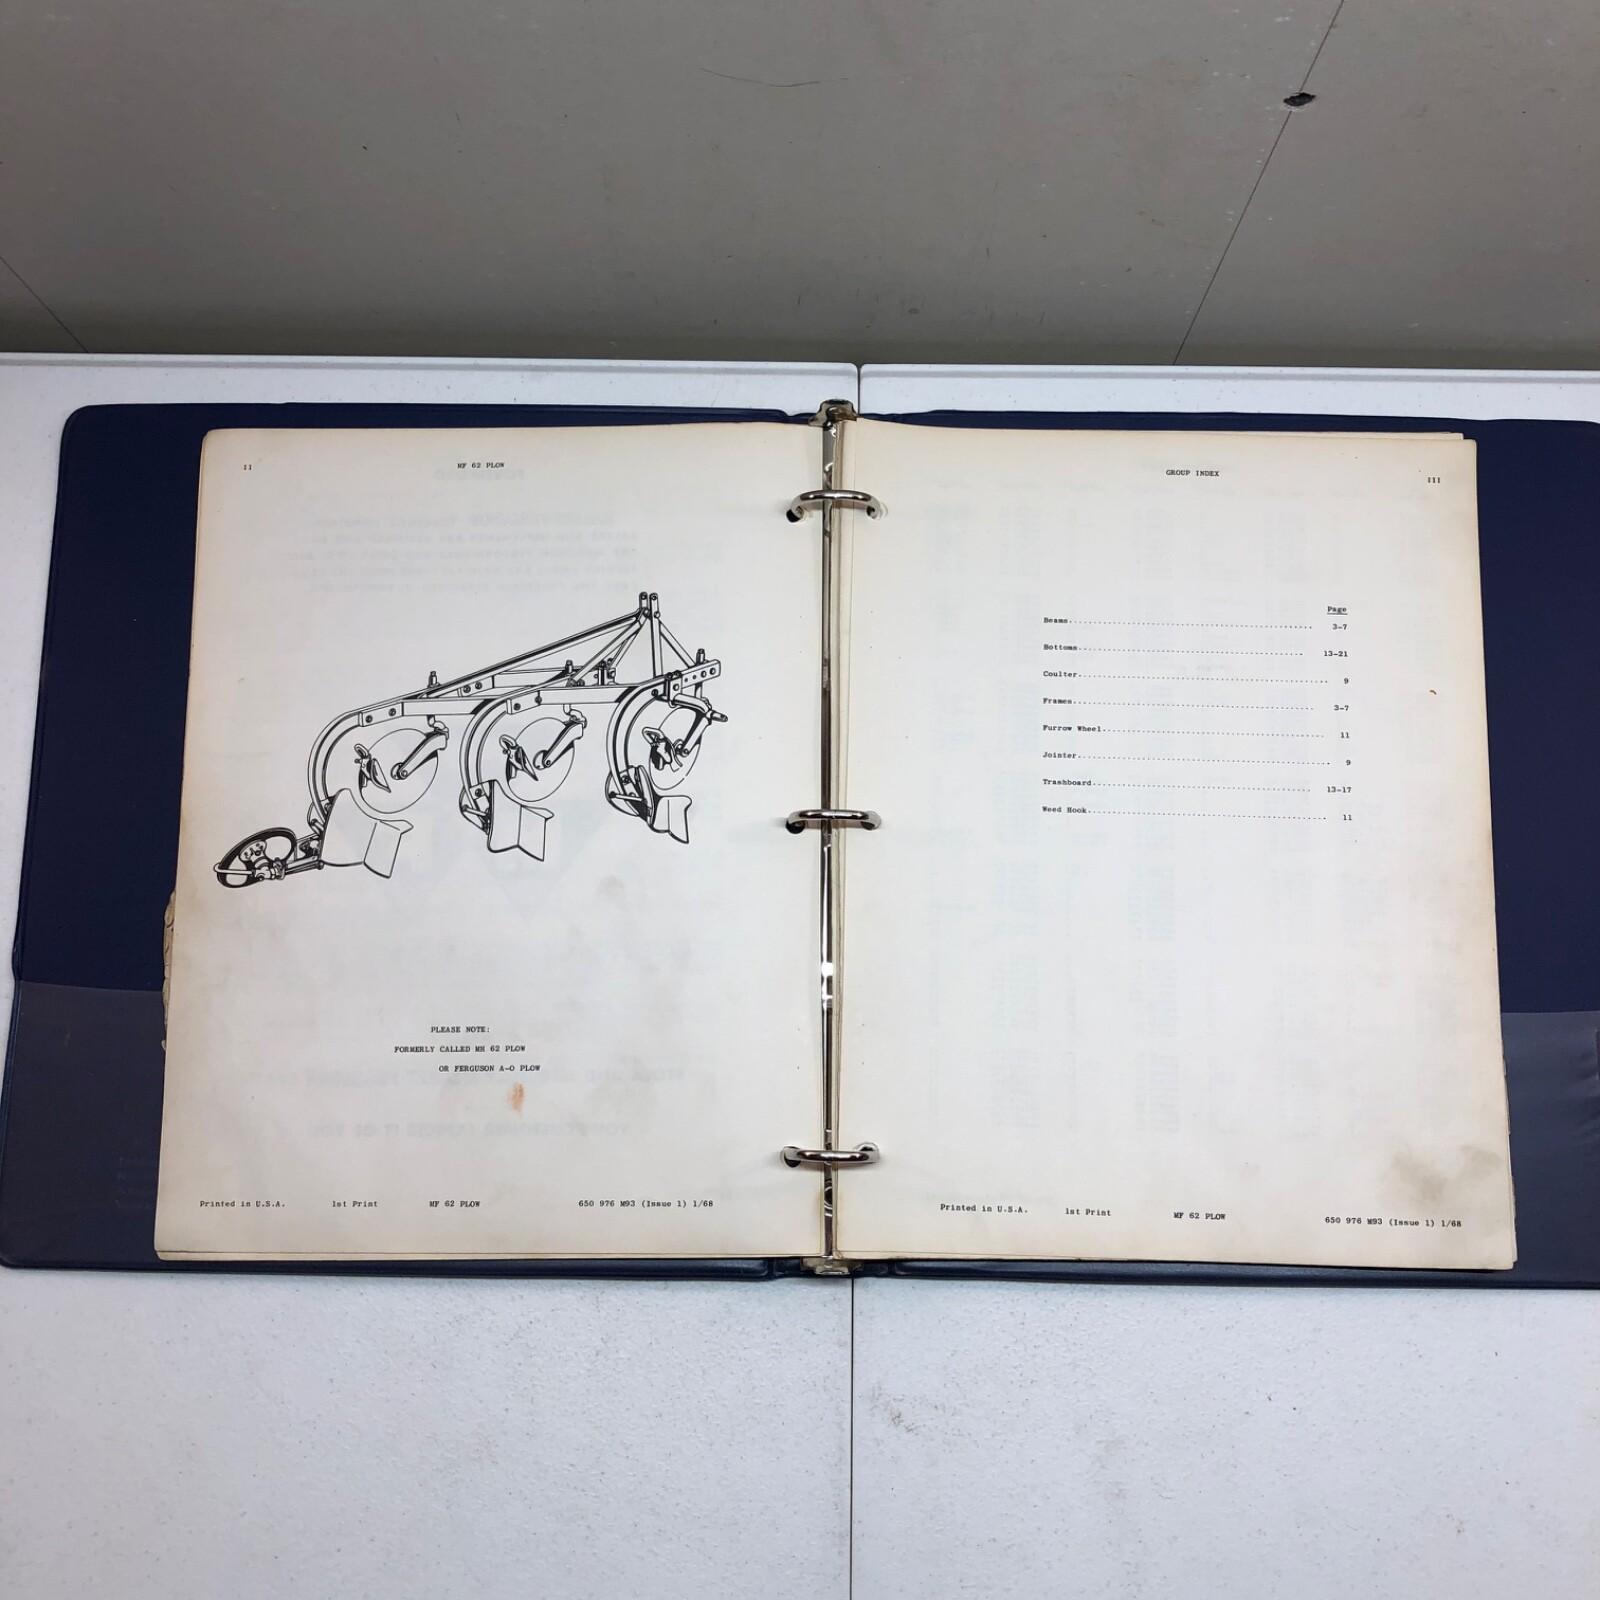 II
MF 62 PLOW
PLEASE NOTE:
FORMERLY CALLED MH 62 PLOW
OR FERGUSON A-O PLOW
Printed in U.S.A. 1st Print MF 62 PLOW 650 976 M93 (Issue 1) 1/68
GROUP INDEX
III
Page
Beams........................................................ 3-7
Bottoms...................................................... 13-21
Coulter...................................................... 9
Frames....................................................... 3-7
Furrow Wheel................................................. 11
Jointer...................................................... 9
Trashboard................................................... 13-17
Weed Hook.................................................... 11
Printed in U.S.A. 1st Print MF 62 PLOW 650 976 M93 (Issue 1) 1/68